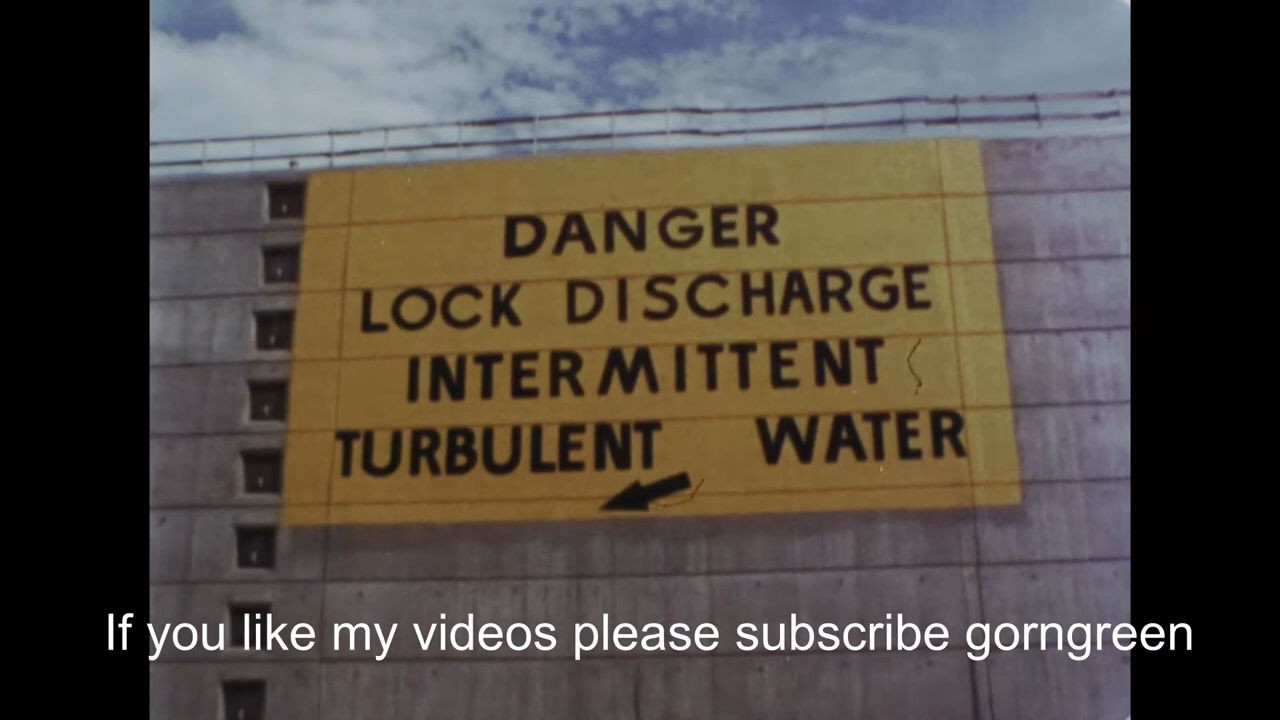 DANGER
LOCK DISCHARGE
INTERMITTENT
TURBULENT WATER
If you like my videos please subscribe gorngreen